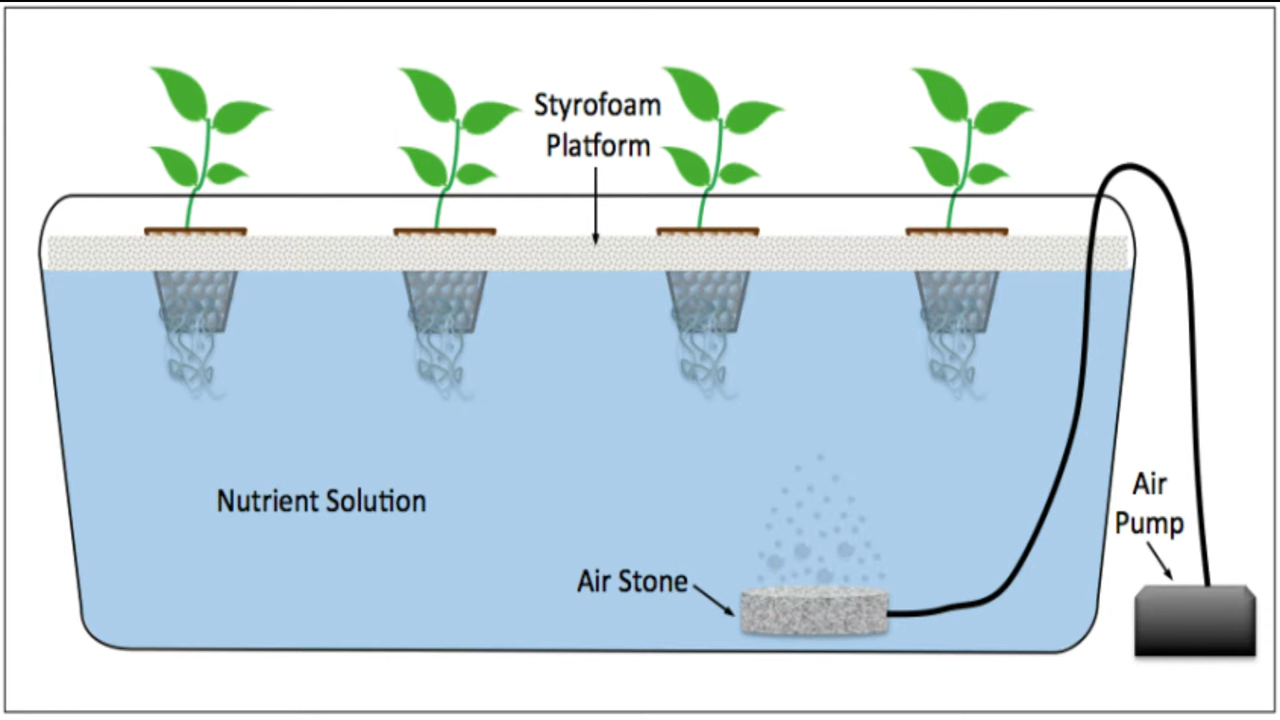 Styrofoam
Platform
Nutrient Solution
Air Stone
Air
Pump